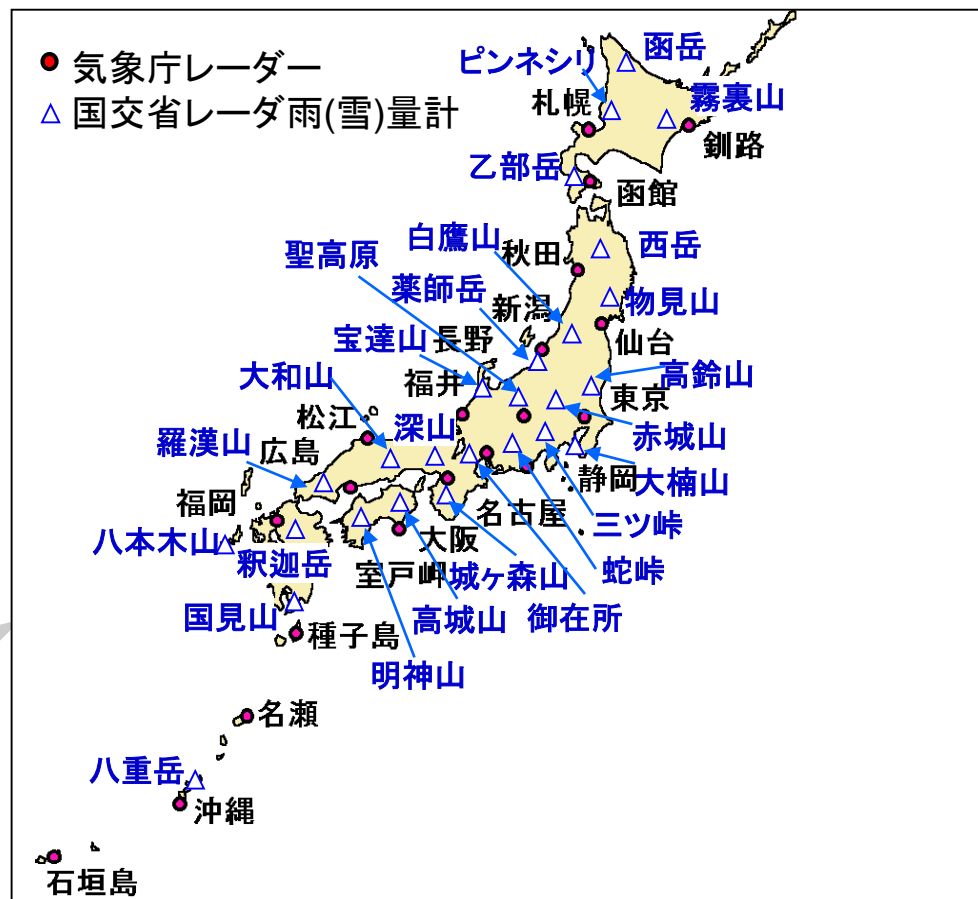 気象庁レーダー
国交省レーダ雨(雪)量計
函岳
ピンネシリ
札幌
霧裏山
釧路
乙部岳
函館
白鷹山
秋田
西岳
聖高原
薬師岳
新潟
物見山
宝達山
長野
仙台
大和山
福井
高鈴山
東京
松江
深山
赤城山
羅漢山
広島
静岡
大楠山
福岡
名古屋
三ツ峠
八本木山
釈迦岳
大阪
室戸岬
城ヶ森山
蛇峠
国見山
高城山
御在所
種子島
明神山
名瀬
八重岳
沖縄
石垣島